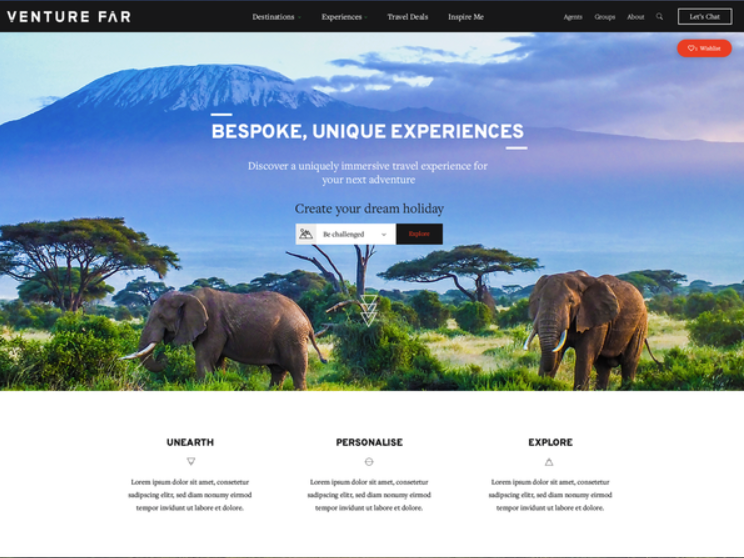 VENTURE FAR
Destinations
Experiences
Travel Deals
Inspire Me
Agents
Groups
About
Let's Chat
Wishlist
BESPOKE, UNIQUE EXPERIENCES
Discover a uniquely immersive travel experience for
your next adventure
Create your dream holiday
Be challenged
Explore
UNEARTH
Lorem ipsum dolor sit amet, consetetur
sadipscing elitr, sed diam nonumy eirmod
tempor invidunt ut labore et dolore.
PERSONALISE
Lorem ipsum dolor sit amet, consetetur
sadipscing elitr, sed diam nonumy eirmod
tempor invidunt ut labore et dolore.
EXPLORE
Lorem ipsum dolor sit amet, consetetur
sadipscing elitr, sed diam nonumy eirmod
tempor invidunt ut labore et dolore.